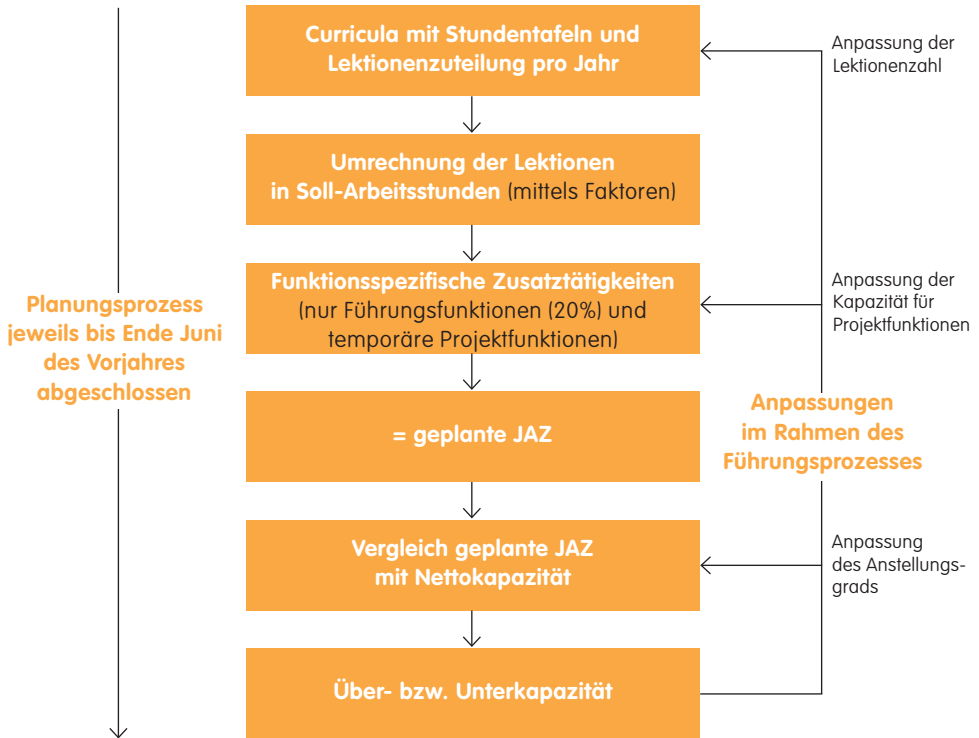 Curricula mit Stundentafeln und
Lektionenzuteilung pro Jahr
Anpassung der
Lektionenzahl
Umrechnung der Lektionen
in Soll-Arbeitsstunden (mittels Faktoren)
Funktionsspezifische Zusatztätigkeiten
(nur Führungsfunktionen (20%) und
temporäre Projektfunktionen)
Anpassung der
Kapazität für
Projektfunktionen
Planungsprozess
jeweils bis Ende Juni
des Vorjahres
abgeschlossen
= geplante JAZ
Anpassungen
im Rahmen des
Führungsprozesses
Vergleich geplante JAZ
mit Nettokapazität
Anpassung
des Anstellungs-
grads
Über- bzw. Unterkapazität